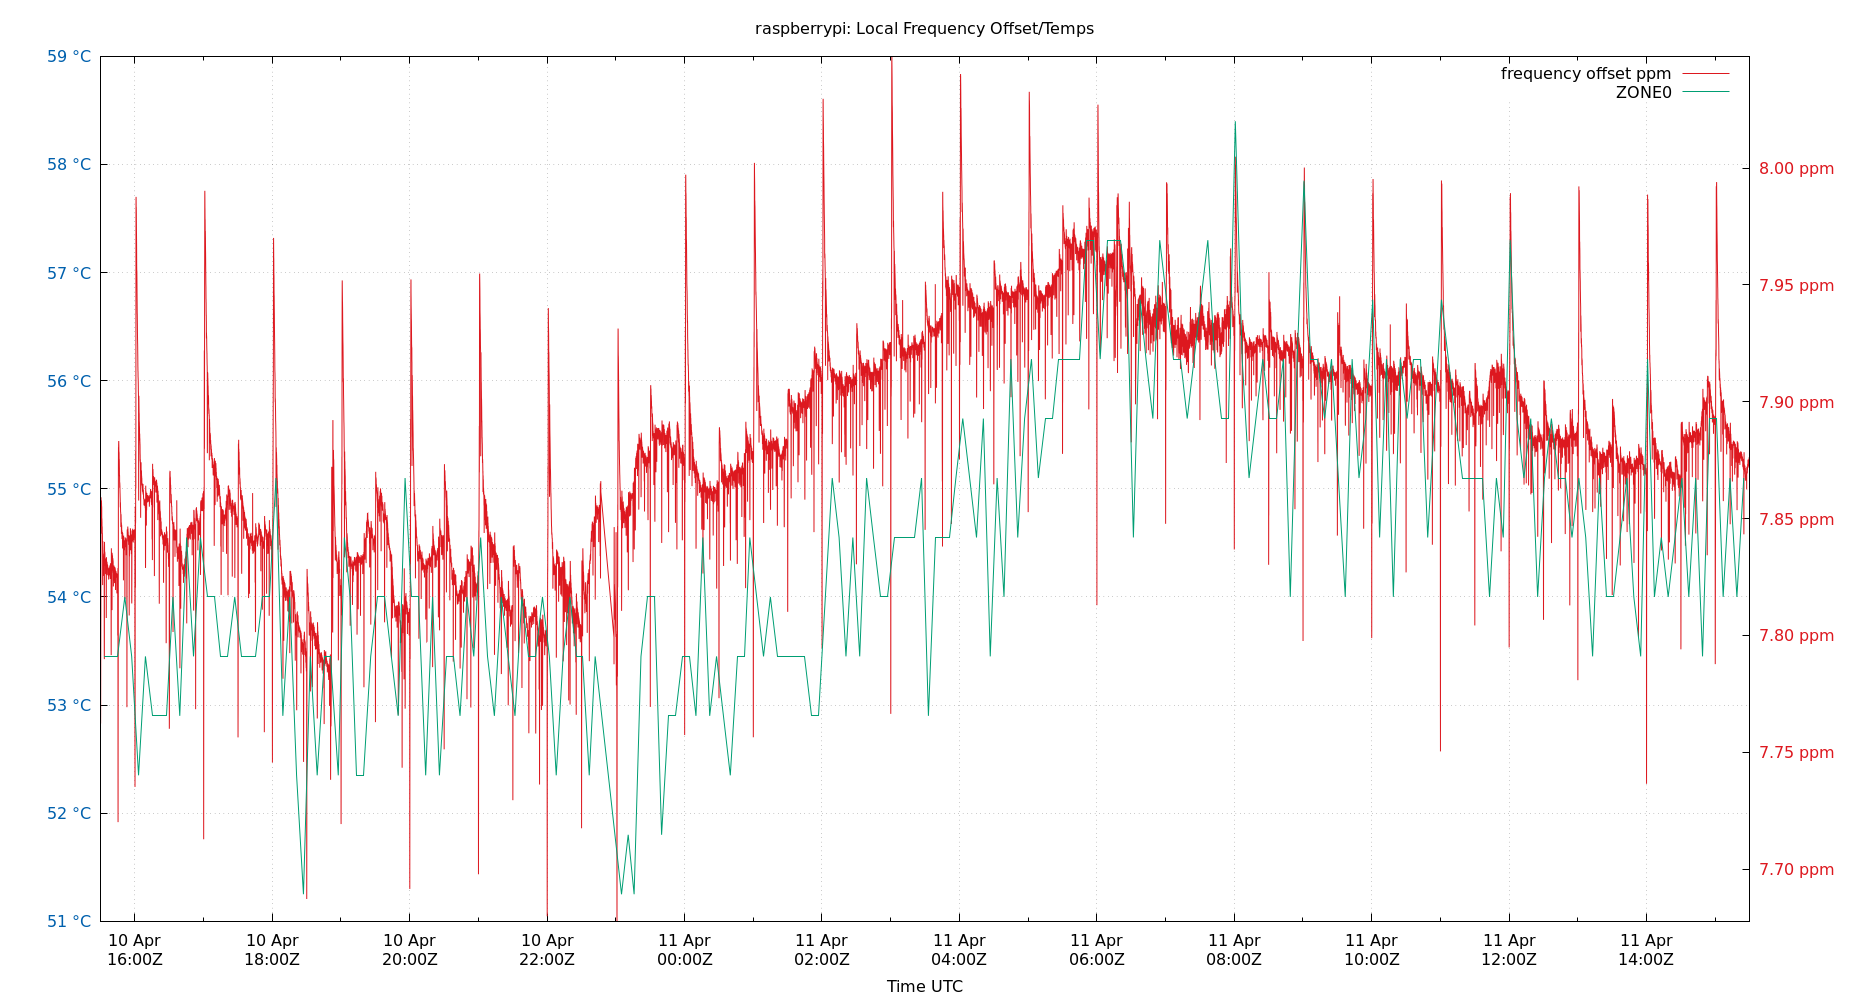 raspberrypi: Local Frequency Offset/Temps
frequency offset ppm
ZONE0
59 °C
58 °C
57 °C
56 °C
55 °C
54 °C
53 °C
52 °C
51 °C
8.00 ppm
7.95 ppm
7.90 ppm
7.85 ppm
7.80 ppm
7.75 ppm
7.70 ppm
10 Apr 10 Apr 10 Apr 10 Apr 11 Apr 11 Apr 11 Apr 11 Apr 11 Apr 11 Apr 11 Apr 11 Apr
16:00Z 18:00Z 20:00Z 22:00Z 00:00Z 02:00Z 04:00Z 06:00Z 08:00Z 10:00Z 12:00Z 14:00Z
Time UTC